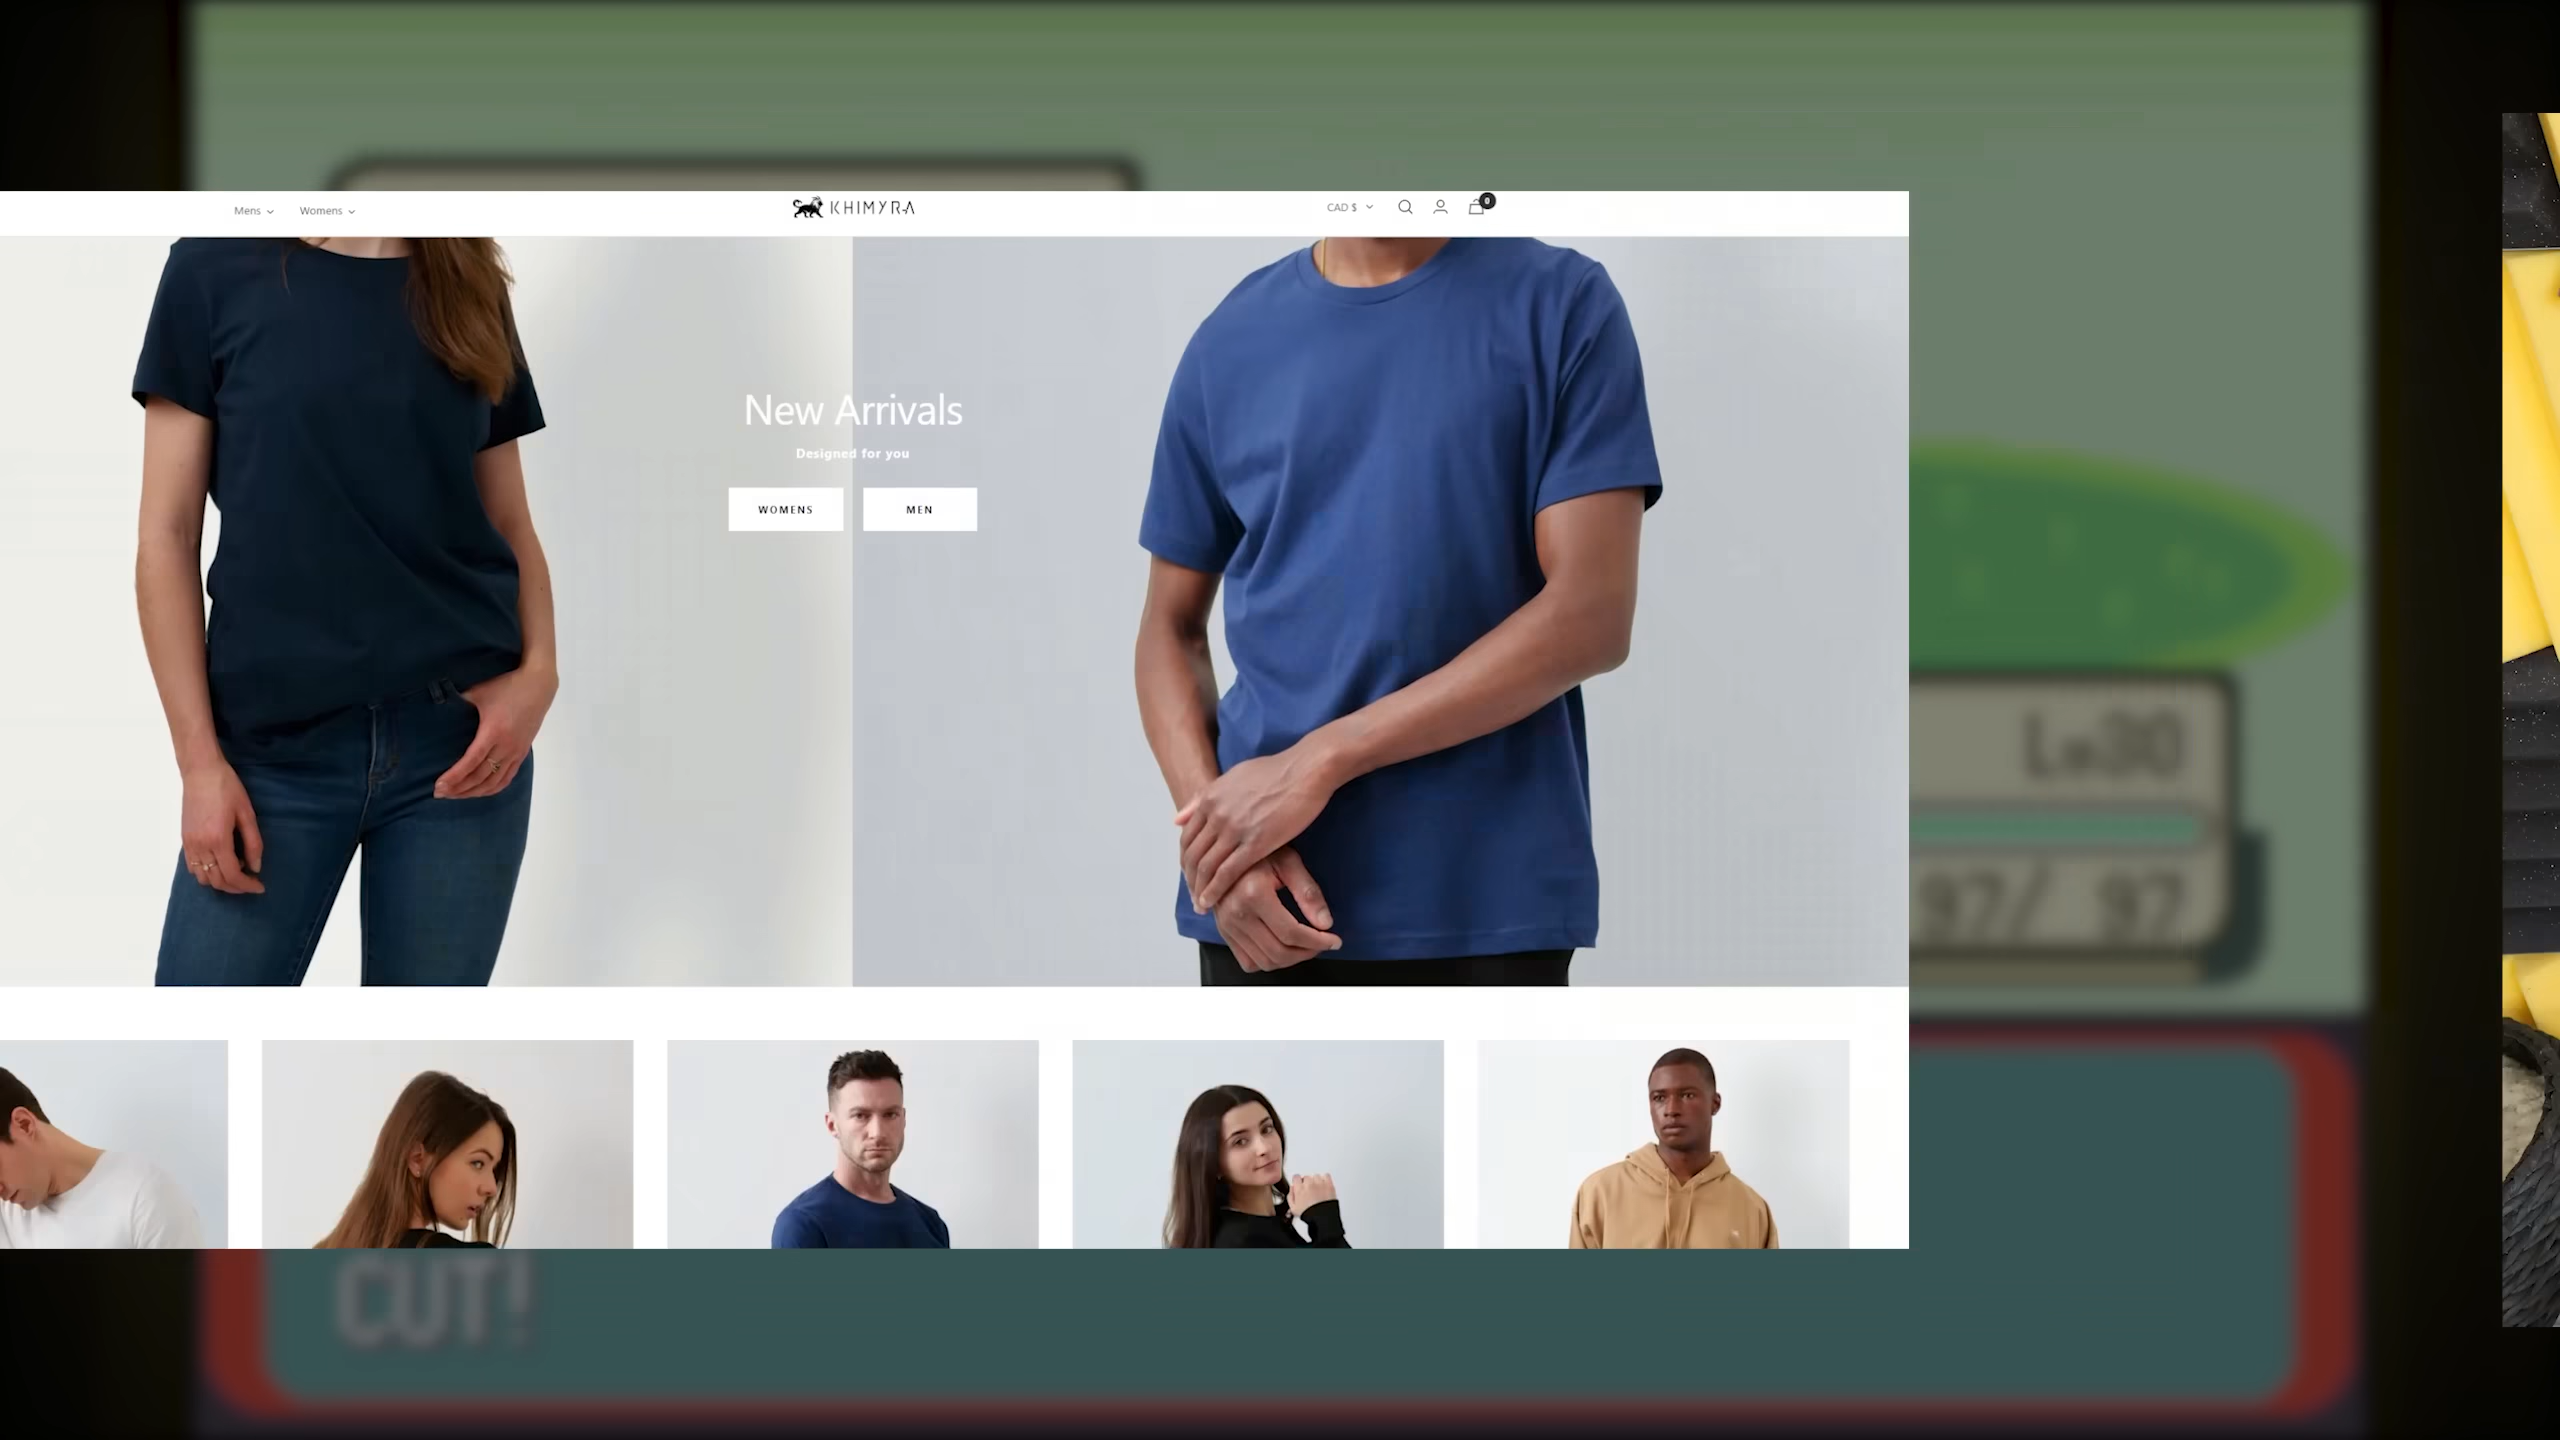 Mens
Womens
KHIMYRA
CAD $
0
New Arrivals
Designed for you
WOMENS
MEN
Lv30
97/ 97
CUT!